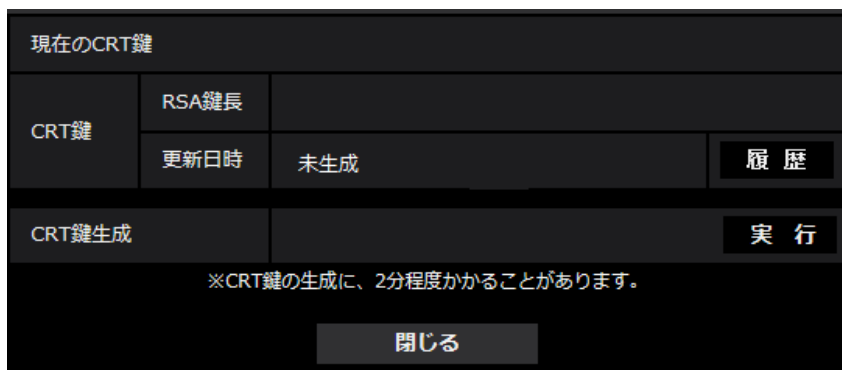 現在のCRT鍵
CRT鍵
RSA鍵長
更新日時 未生成 履 歴
CRT鍵生成 実 行
※CRT鍵の生成に、2分程度かかることがあります。
閉じる